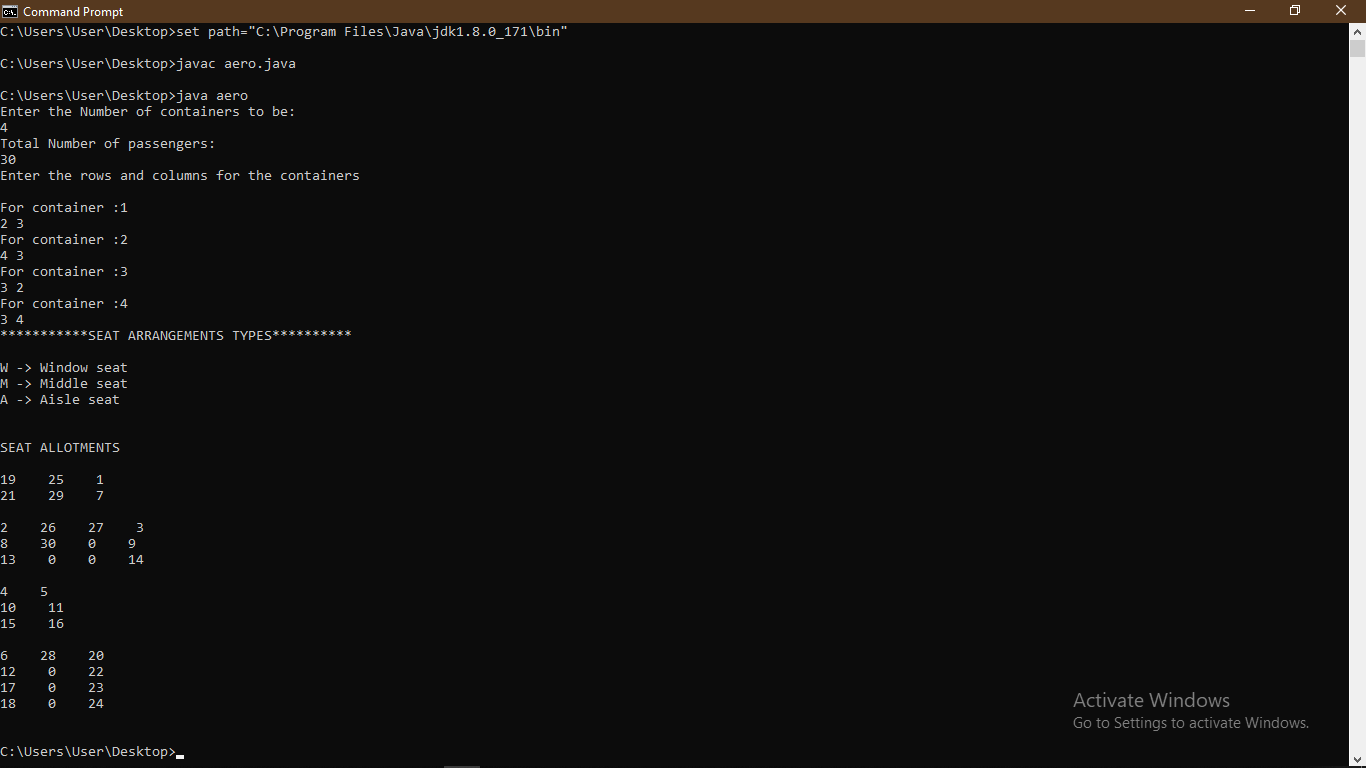 Command Prompt
C:\Users\User\Desktop>set path="C:\Program Files\Java\jdk1.8.0_171\bin"
C:\Users\User\Desktop>javac aero.java
C:\Users\User\Desktop>java aero
Enter the Number of containers to be:
4
Total Number of passengers:
30
Enter the rows and columns for the containers
For container :1
2 3
For container :2
4 3
For container :3
3 2
For container :4
3 4
***********SEAT ARRANGEMENTS TYPES**********
W -> Window seat
M -> Middle seat
A -> Aisle seat
SEAT ALLOTMENTS
19    25    1
21    29    7
2    26    27    3
8    30    0    9
13    0    0    14
4    5
10    11
15    16
6    28    20
12    0    22
17    0    23
18    0    24
Activate Windows
Go to Settings to activate Windows.
C:\Users\User\Desktop>